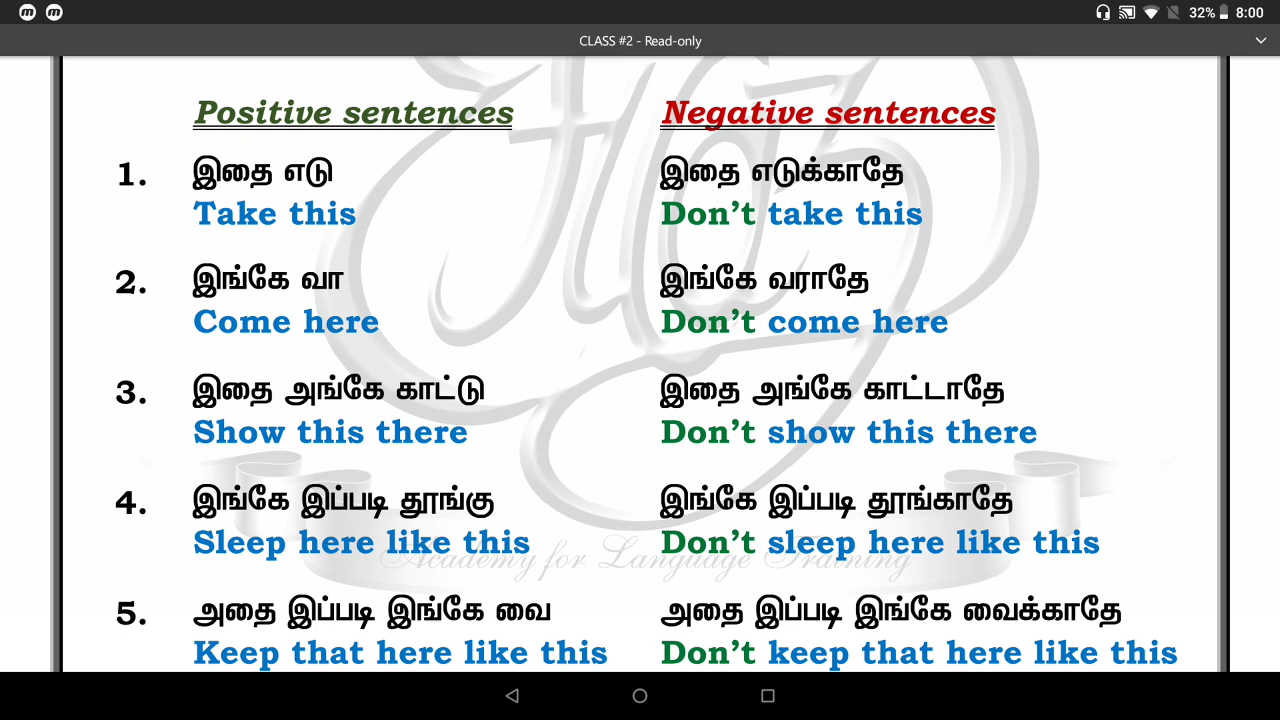 32% 8:00
CLASS #2 - Read-only
Positive sentences Negative sentences
1. இதை எடு இதை எடுக்காதே
Take this Don't take this
2. இங்கே வா இங்கே வராதே
Come here Don't come here
3. இதை அங்கே காட்டு இதை அங்கே காட்டாதே
Show this there Don't show this there
4. இங்கே இப்படி தூங்கு இங்கே இப்படி தூங்காதே
Sleep here like this Don't sleep here like this
Academy for Language Training
5. அதை இப்படி இங்கே வை அதை இப்படி இங்கே வைக்காதே
Keep that here like this Don't keep that here like this